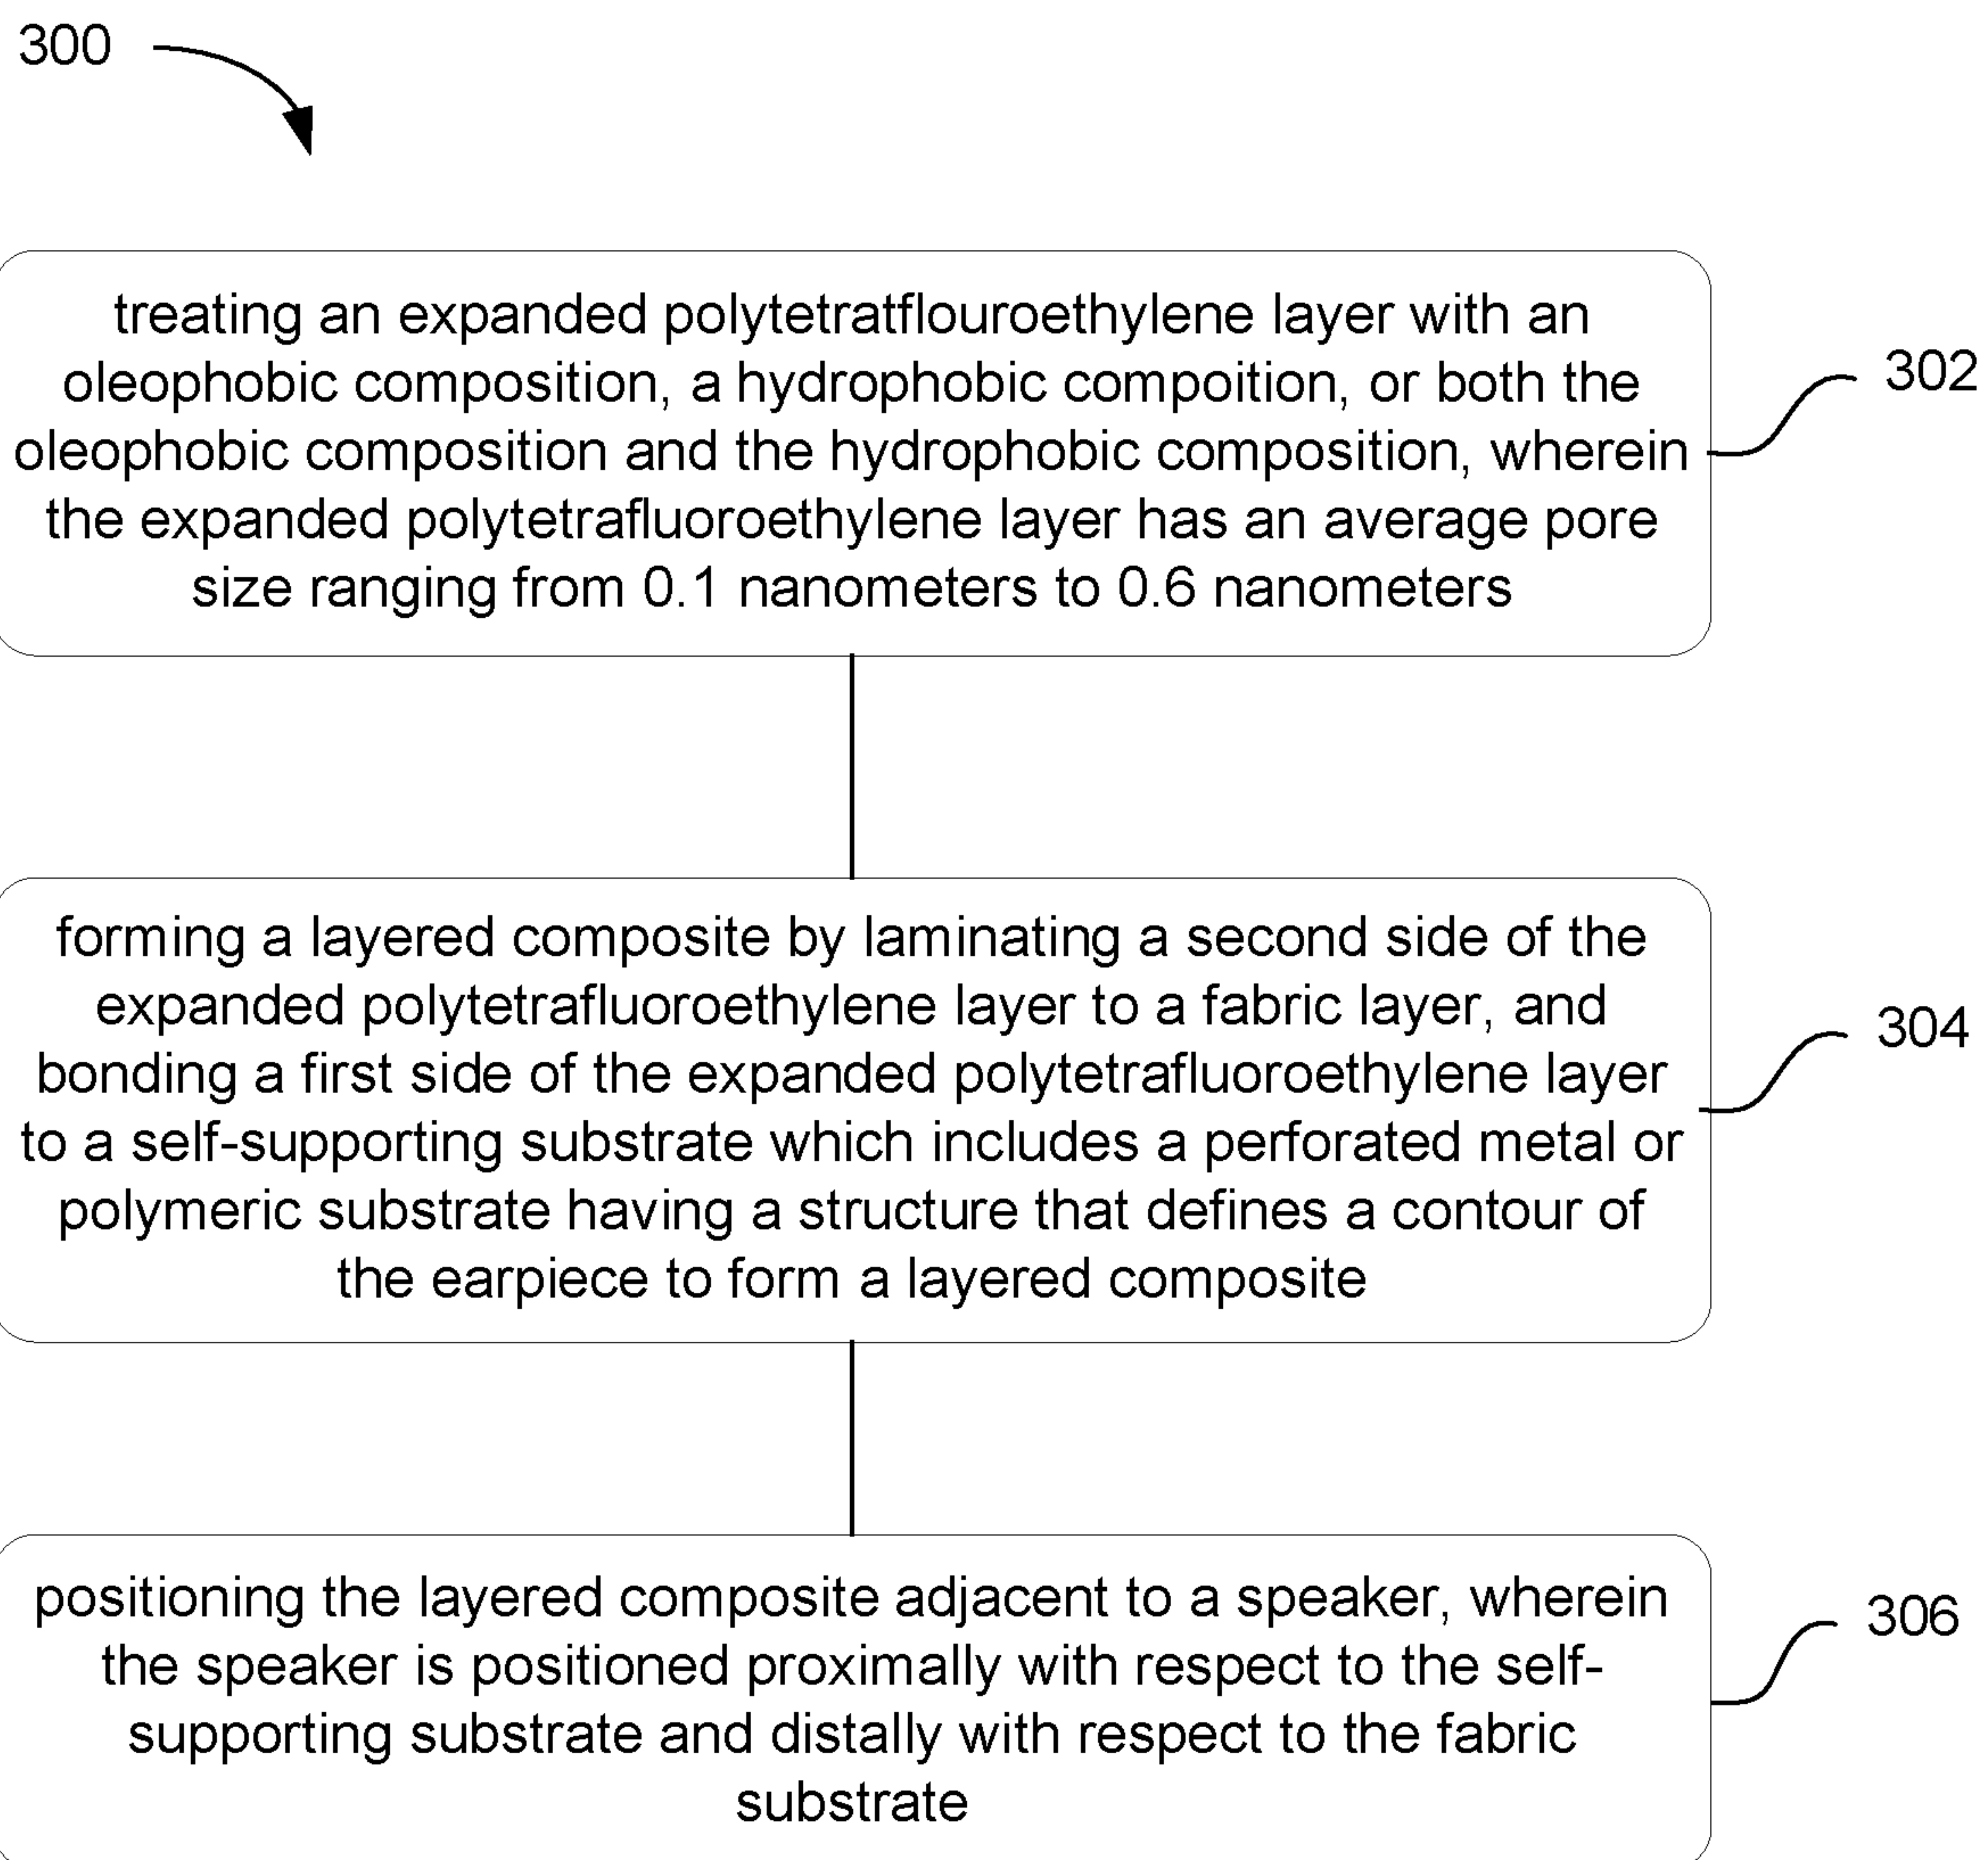 300
treating an expanded polytetratflouroethylene layer with an
oleophobic composition, a hydrophobic compoition, or both the
oleophobic composition and the hydrophobic composition, wherein
the expanded polytetrafluoroethylene layer has an average pore
size ranging from 0.1 nanometers to 0.6 nanometers
302
forming a layered composite by laminating a second side of the
expanded polytetrafluoroethylene layer to a fabric layer, and
bonding a first side of the expanded polytetrafluoroethylene layer
to a self-supporting substrate which includes a perforated metal or
polymeric substrate having a structure that defines a contour of
the earpiece to form a layered composite
304
positioning the layered composite adjacent to a speaker, wherein
the speaker is positioned proximally with respect to the self-
supporting substrate and distally with respect to the fabric
substrate
306